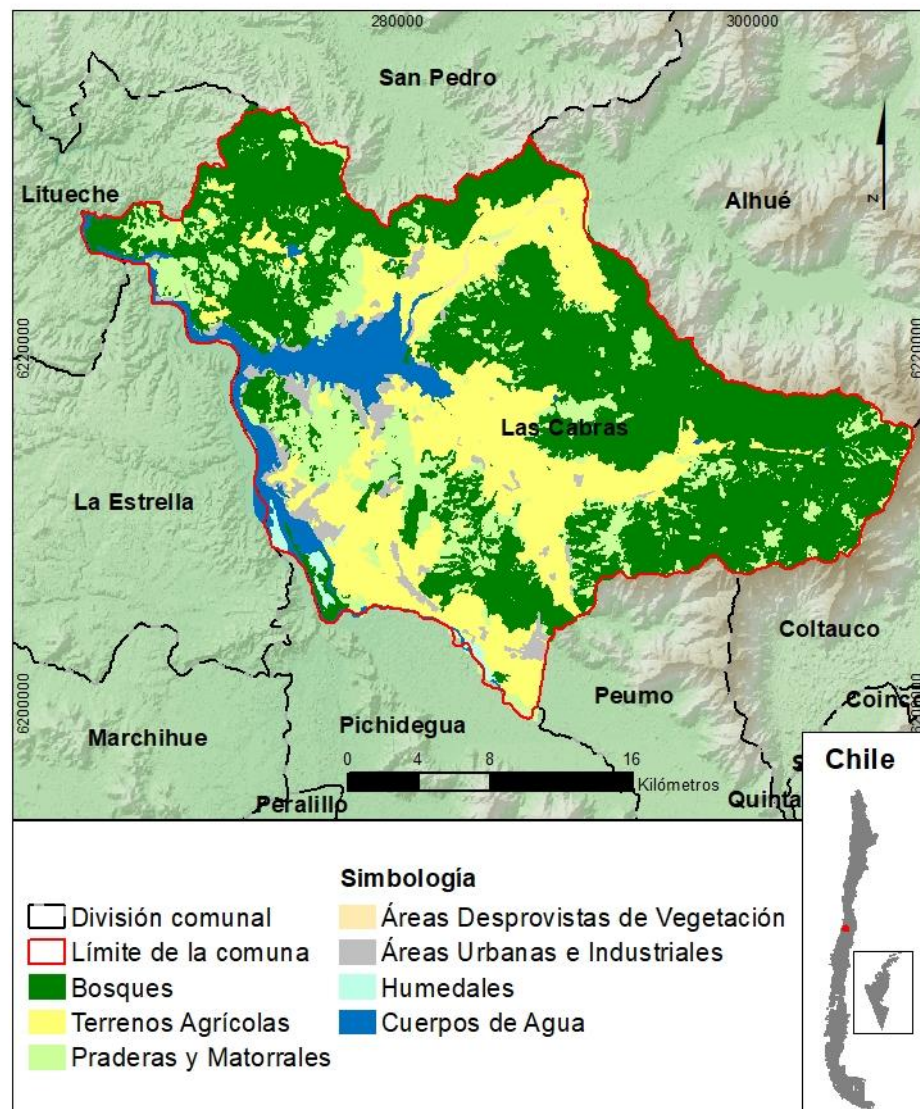 280000
300000
San Pedro
N
Litueche
Alhué
6220000
6220000
Las Cabras
La Estrella
Coltauco
6200000
Peumo
Coinco
Marchihue
Pichidegua
0 4 8 16
Kilómetros
Peralillo
Quinta
Chile
Simbología
División comunal
Límite de la comuna
Bosques
Terrenos Agrícolas
Praderas y Matorrales
Áreas Desprovistas de Vegetación
Áreas Urbanas e Industriales
Humedales
Cuerpos de Agua